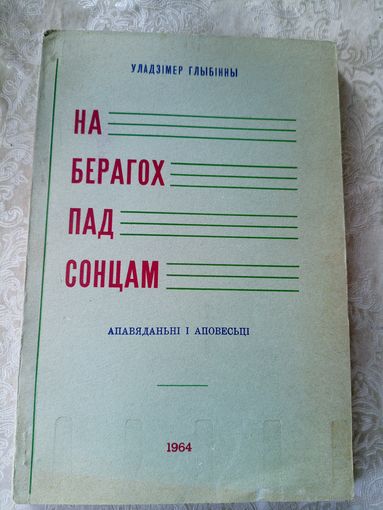 УЛАДЗІМЕР ГЛЫБІННЫ
НА
БЕРАГОХ
ПАД
СОНЦАМ
АПАВЯДАНЬНІ І АПОВЕСЬЦІ
1964